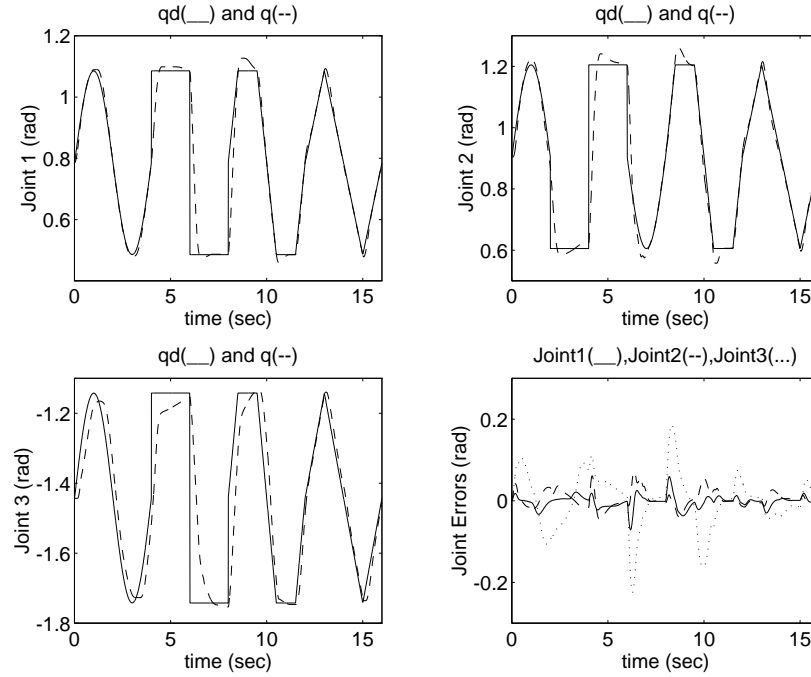 qd(__) and q(--)
1.2
1
0.8
0.6
Joint 1 (rad)
0
5
10
15
time (sec)
qd(__) and q(--)
1.2
1
0.8
0.6
Joint 2 (rad)
0
5
10
15
time (sec)
qd(__) and q(--)
-1.2
-1.4
-1.6
-1.8
Joint 3 (rad)
0
5
10
15
time (sec)
Joint1(__),Joint2(--),Joint3(...)
0.2
0
-0.2
Joint Errors (rad)
0
5
10
15
time (sec)